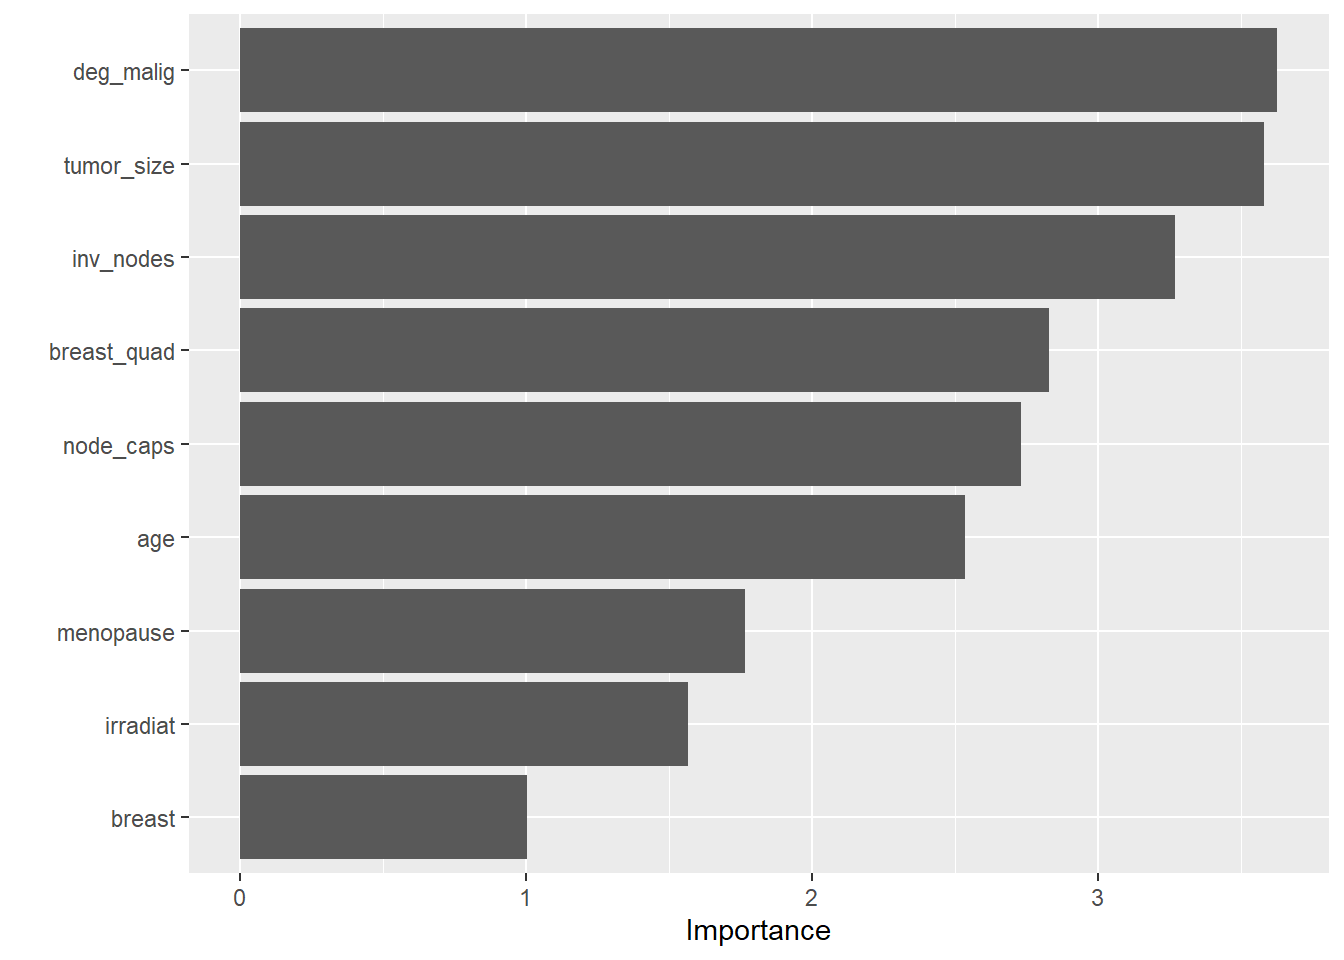 deg_malig
tumor_size
inv_nodes
breast_quad
node_caps
age
menopause
irradiat
breast
0 1 2 3
Importance